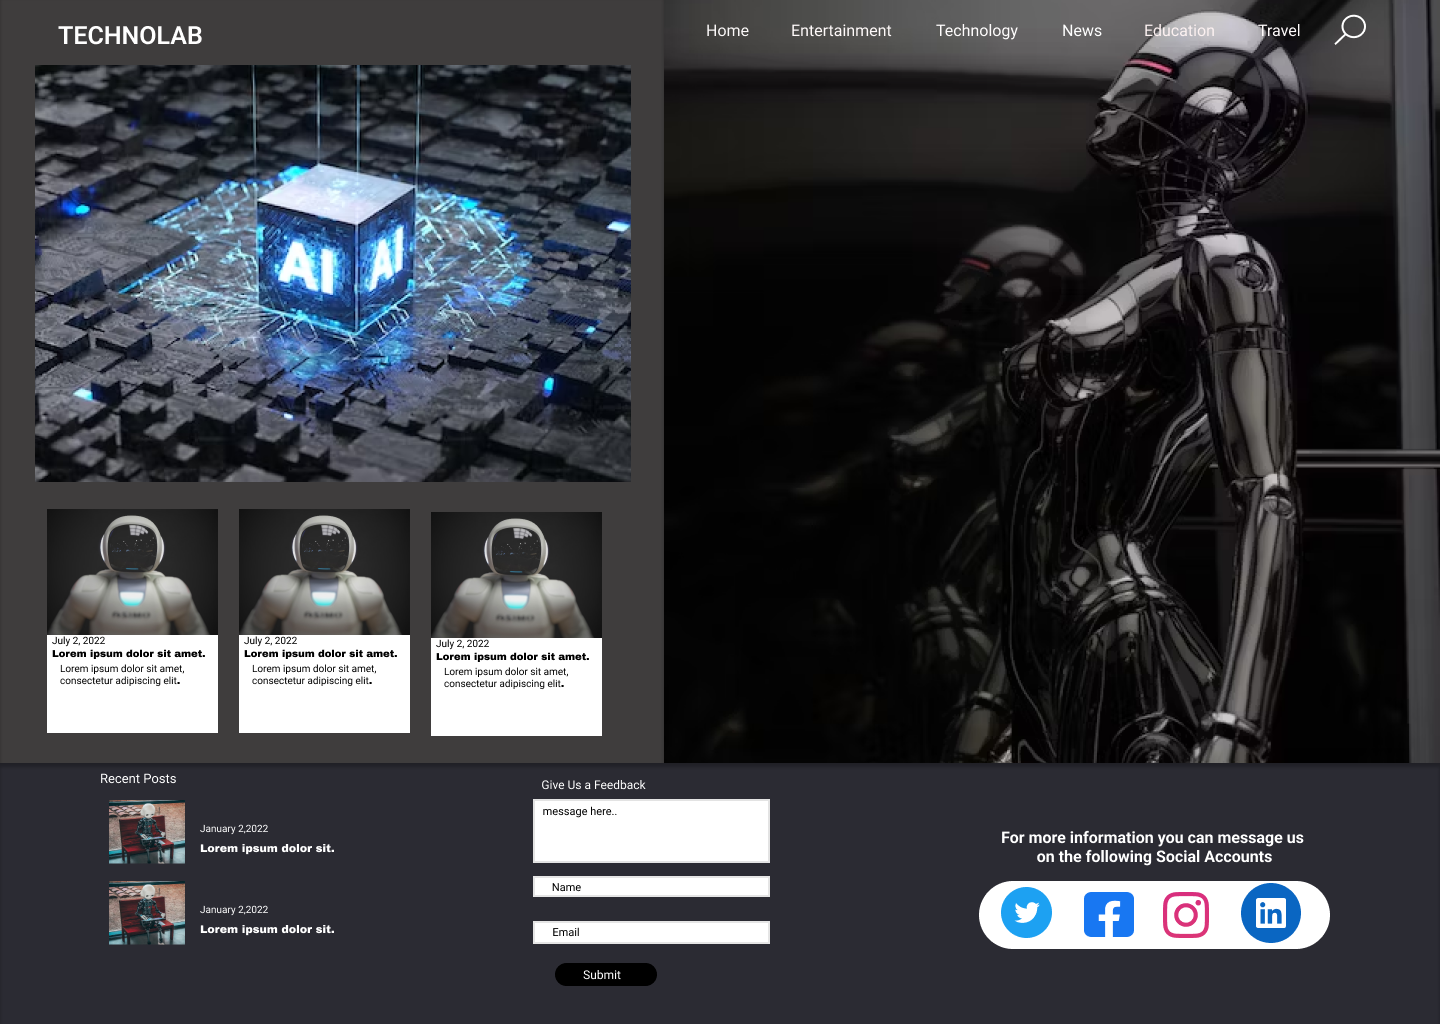 TECHNOLAB
Home
Entertainment
Technology
News
Education
Travel
AI AI
ASIMO
July 2, 2022
Lorem ipsum dolor sit amet.
Lorem ipsum dolor sit amet,
consectetur adipiscing elit.
ASIMO
July 2, 2022
Lorem ipsum dolor sit amet.
Lorem ipsum dolor sit amet,
consectetur adipiscing elit.
ASIMO
July 2, 2022
Lorem ipsum dolor sit amet.
Lorem ipsum dolor sit amet,
consectetur adipiscing elit.
Recent Posts
January 2,2022
Lorem ipsum dolor sit.
January 2,2022
Lorem ipsum dolor sit.
Give Us a Feedback
message here..
Name
Email
Submit
For more information you can message us
on the following Social Accounts
in